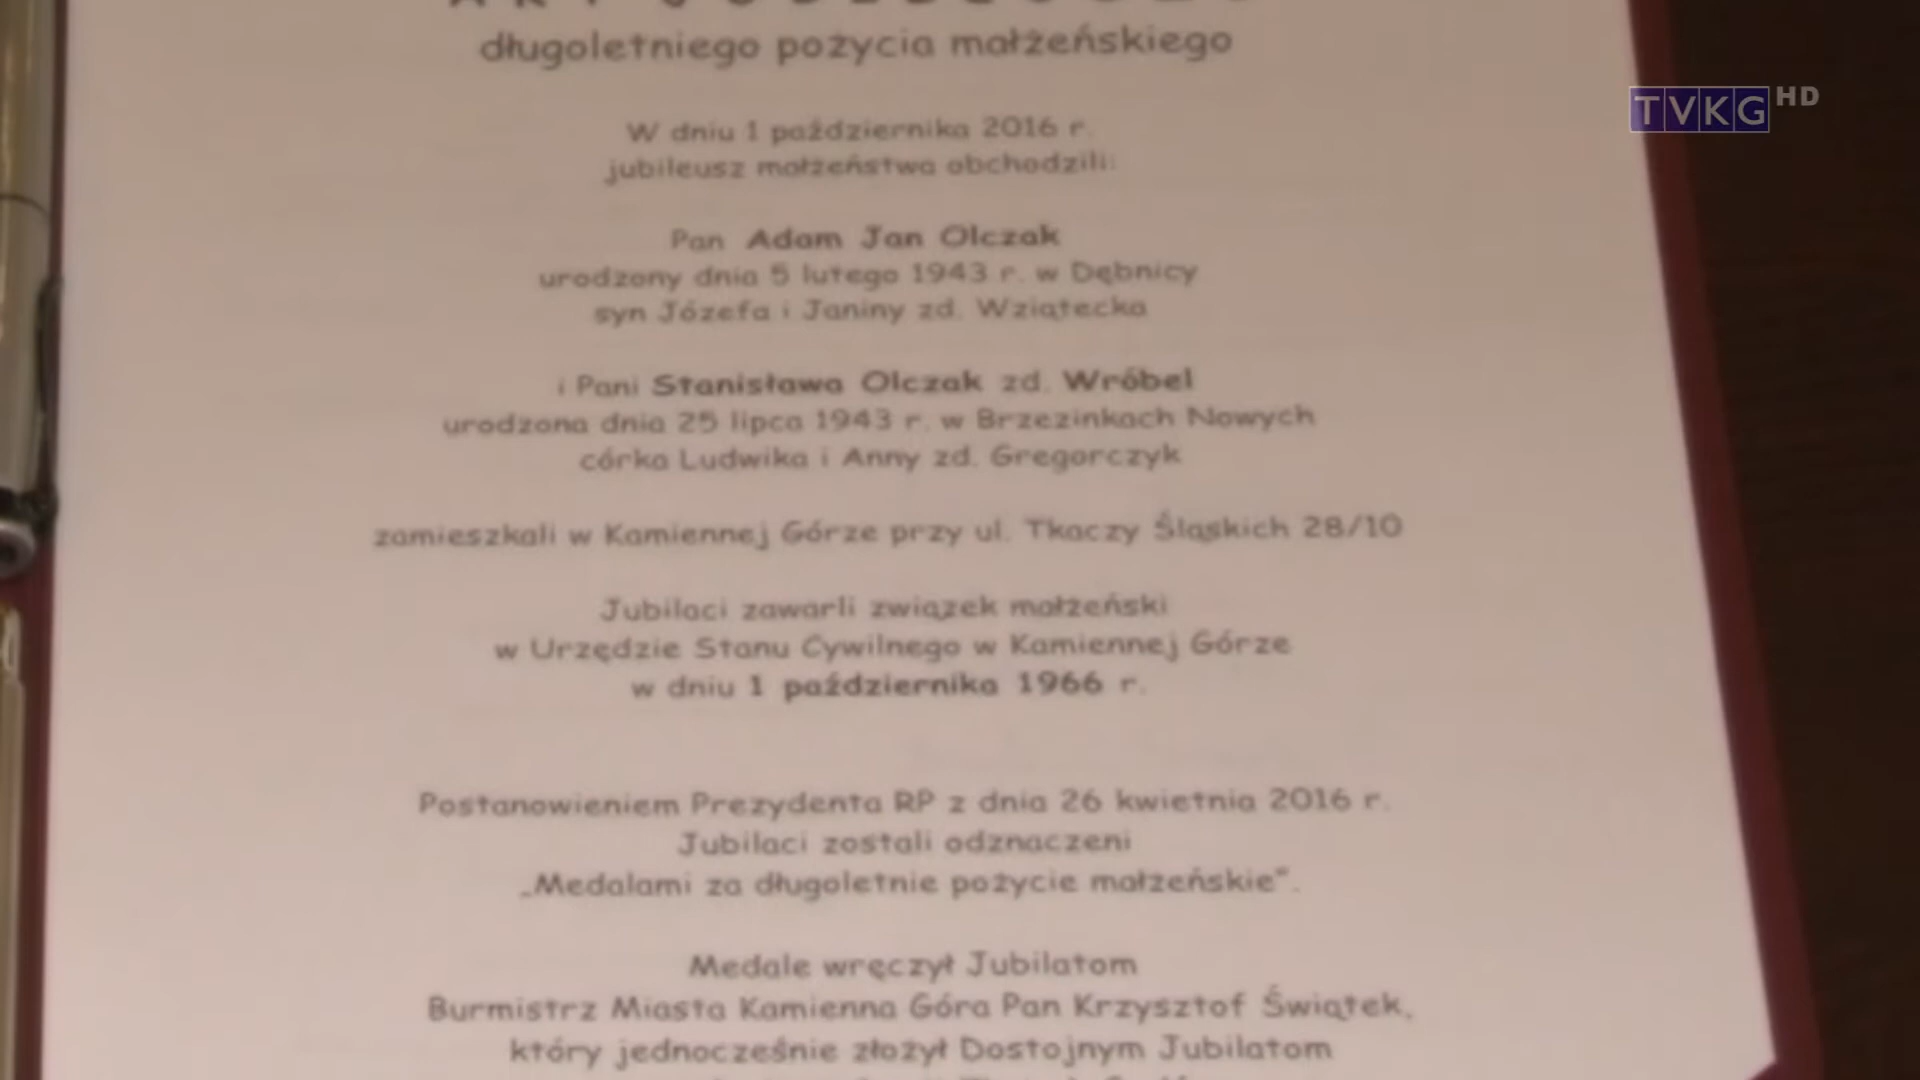 długoletniego pożycia małżeńskiego
W dniu 1 października 2016 r.
jubileusz małżeństwa obchodzili:
Pan Adam Jan Olczak
urodzony dnia 5 lutego 1943 r. w Dębnicy
syn Józefa i Janiny zd. Wziątecka
i Pani Stanisława Olczak zd. Wróbel
urodzona dnia 25 lipca 1943 r. w Brzezinkach Nowych
córka Ludwika i Anny zd. Gregorczyk
zamieszkali w Kamiennej Górze przy ul. Tkaczy Śląskich 28/10
Jubilaci zawarli związek małżeński
w Urzędzie Stanu Cywilnego w Kamiennej Górze
w dniu 1 października 1966 r.
Postanowieniem Prezydenta RP z dnia 26 kwietnia 2016 r.
Jubilaci zostali odznaczeni
„Medalami za długoletnie pożycie małżeńskie”.
Medale wręczył Jubilatom
Burmistrz Miasta Kamienna Góra Pan Krzysztof Świątek,
który jednocześnie złożył Dostojnym Jubilatom
TVKG HD